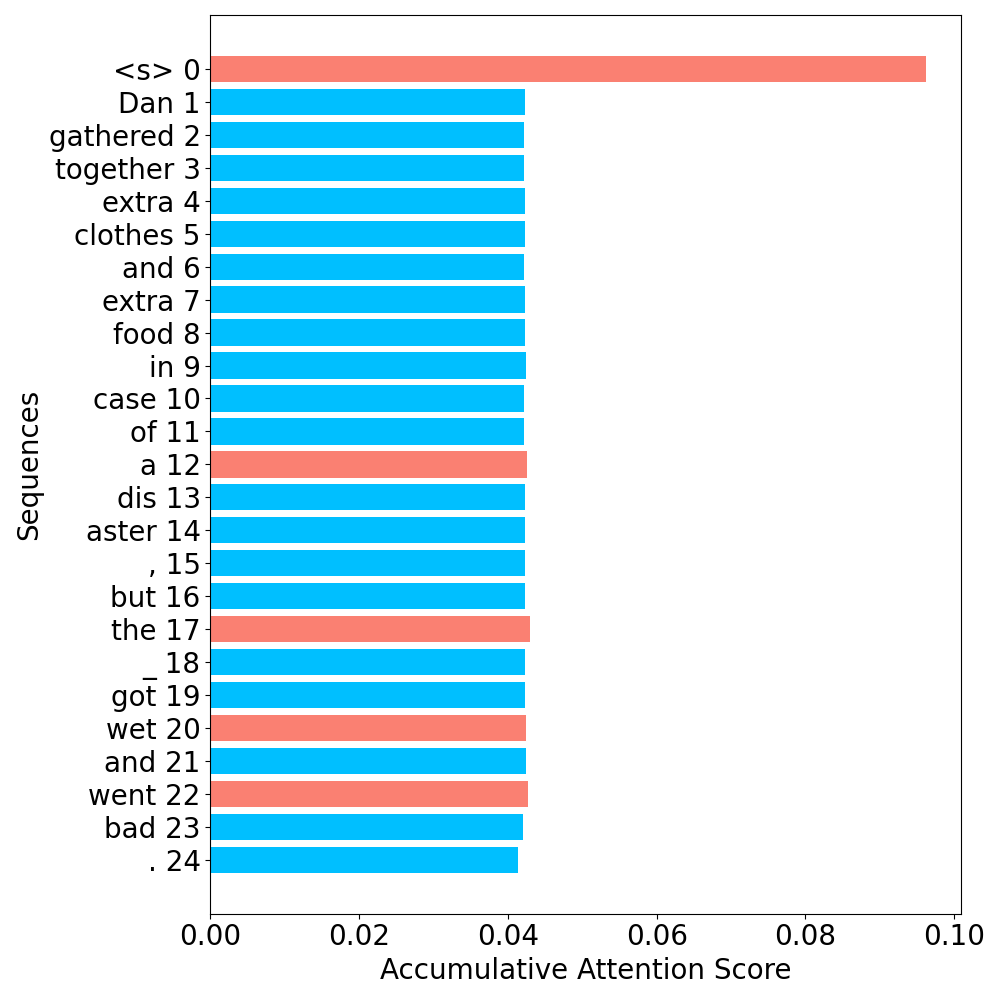 <s> 0
Dan 1
gathered 2
together 3
extra 4
clothes 5
and 6
extra 7
food 8
in 9
case 10
of 11
a 12
dis 13
aster 14
, 15
but 16
the 17
_ 18
got 19
wet 20
and 21
went 22
bad 23
. 24
Sequences
0.00 0.02 0.04 0.06 0.08 0.10
Accumulative Attention Score